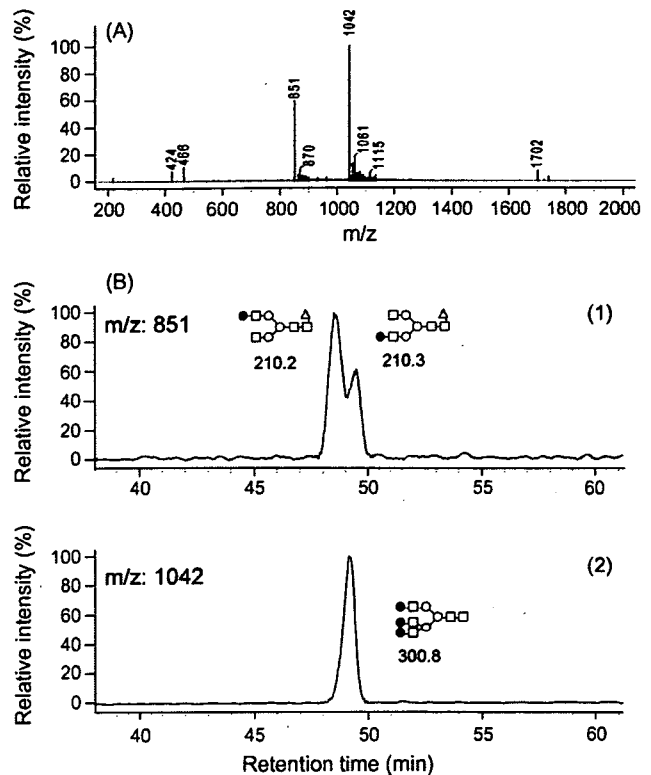 (A)
Relative intensity (%)
100
80
60
40
20
0
424
466
851
870
1042
1061
1115
1702
200 400 600 800 1000 1200 1400 1600 1800 2000
m/z
(B)
Relative intensity (%)
100
80
60
40
20
0
m/z: 851
210.2
210.3
(1)
40 45 50 55 60
Relative intensity (%)
100
80
60
40
20
0
m/z: 1042
300.8
(2)
40 45 50 55 60
Retention time (min)